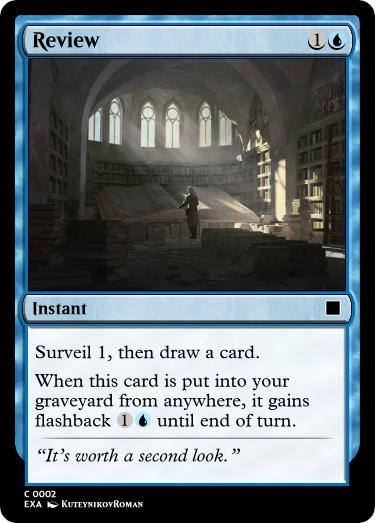 Review 1
Instant
Surveil 1, then draw a card.
When this card is put into your
graveyard from anywhere, it gains
flashback 1 until end of turn.
“It’s worth a second look.”
C 0002
EXA KuteynikovRoman